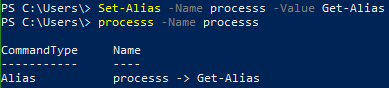 PS C:\Users\> Set-Alias -Name processs -Value Get-Alias
PS C:\Users\> processs -Name processs
CommandType     Name
-----------     ----
Alias           processs -> Get-Alias